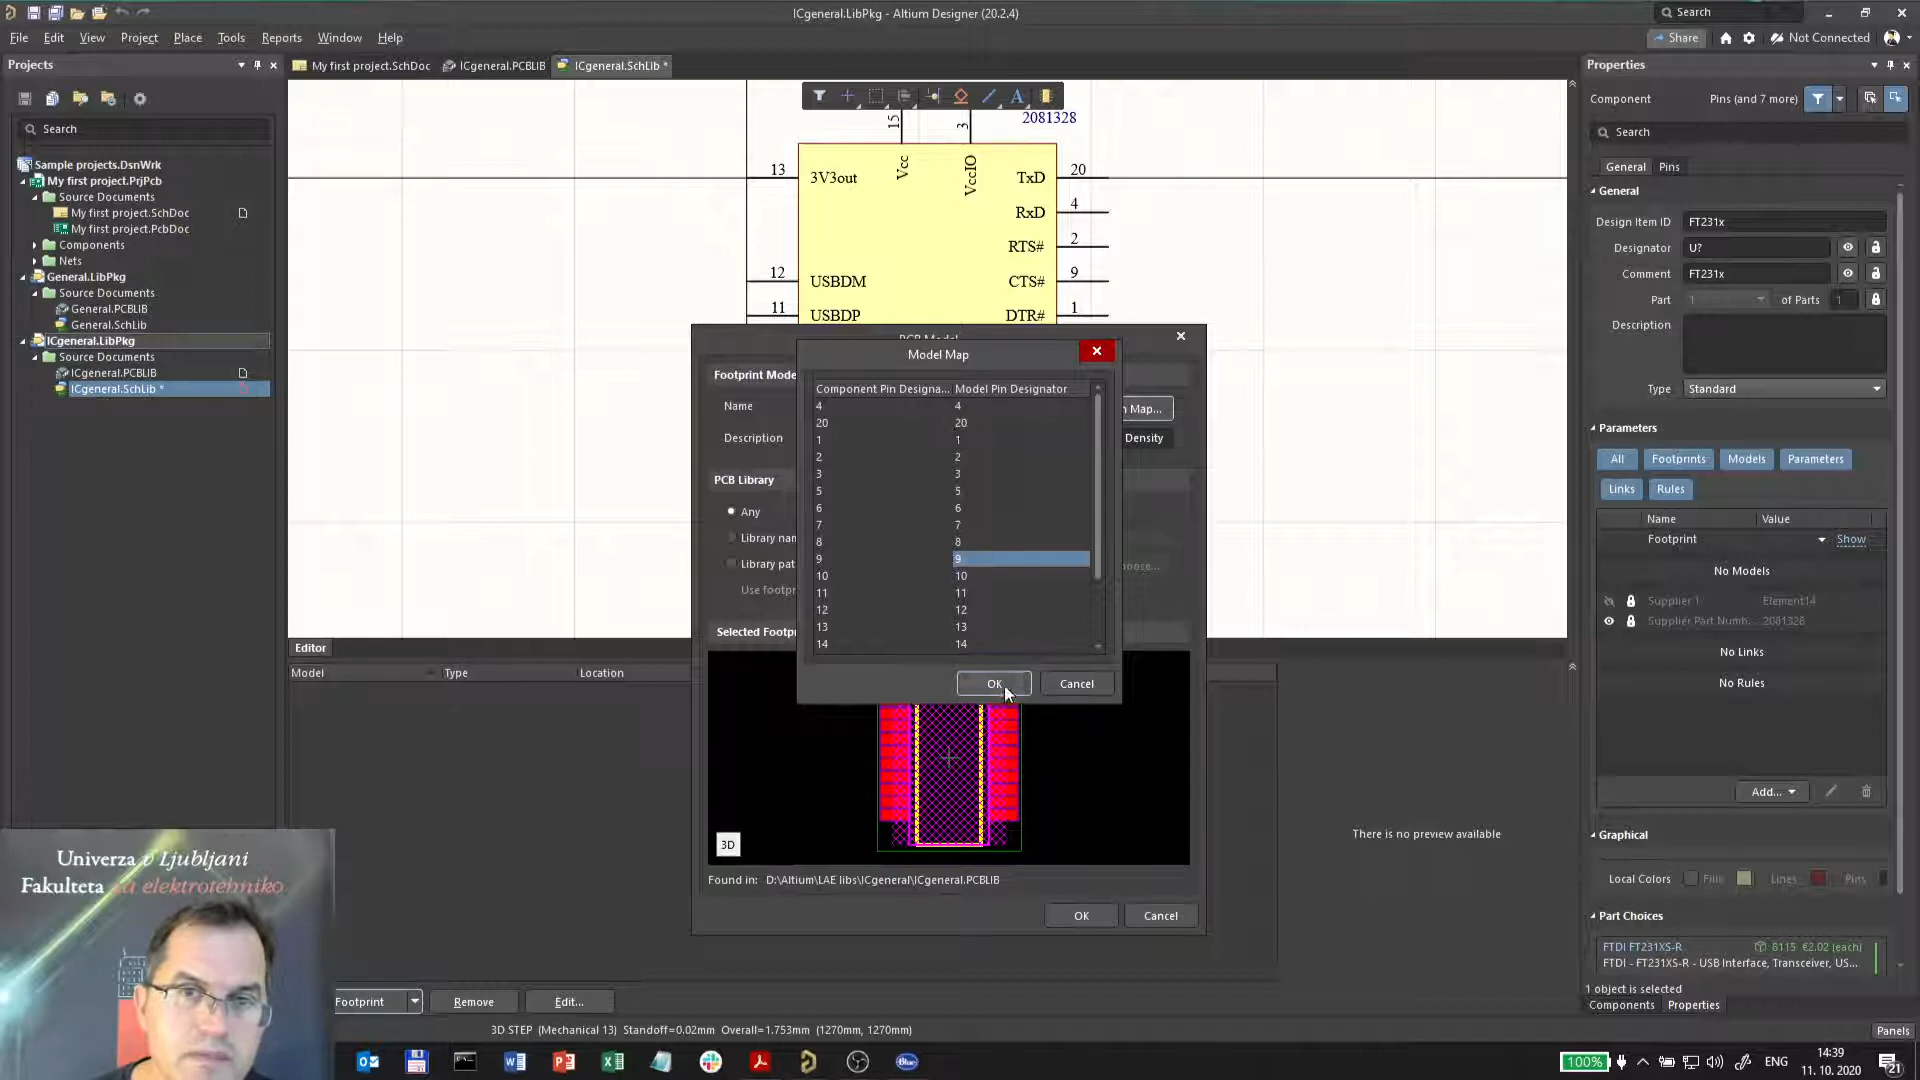 ICgeneral.LibPkg - Altium Designer (20.2.4)
Search
File Edit View Project Place Tools Reports Window Help
Share
Not Connected
Projects
My first project.SchDoc
ICgeneral.PCBLIB
ICgeneral.SchLib *
Properties
Component
Pins (and 7 more)
Search
Search
Sample projects.DsnWrk
My first project.PrjPcb
Source Documents
My first project.SchDoc
My first project.PcbDoc
Components
Nets
General.LibPkg
Source Documents
General.PCBLIB
General.SchLib
ICgeneral.LibPkg
Source Documents
ICgeneral.PCBLIB
ICgeneral.SchLib *
2081328
15
3
Vcc
VccIO
13 3V3out
TxD 20
RxD 4
RTS# 2
12 USBDM
CTS# 9
11 USBDP
DTR# 1
Footprint Mode
Name
Description
PCB Library
Any
Library nan
Library pat
Use footpr
Selected Footp
Map...
Density
Model Map
Component Pin Designa... Model Pin Designator
4 4
20 20
1 1
2 2
3 3
5 5
6 6
7 7
8 8
9 9
10 10
11 11
12 12
13 13
14 14
OK Cancel
3D
Found in: D:\Altium\LAE libs\ICgeneral\ICgeneral.PCBLIB
OK Cancel
General Pins
General
Design Item ID FT231x
Designator U?
Comment FT231x
Part 1 of Parts 1
Description
Type Standard
Parameters
All Footprints Models Parameters
Links Rules
Name Value
Footprint Show
No Models
Supplier 1 Element14
Supplier Part Numb... 2081328
No Links
No Rules
Add...
Graphical
Local Colors Fills Lines Pins
Part Choices
FTDI FT231XS-R 8115 €2.02 (each)
FTDI - FT231XS-R - USB Interface, Transceiver, US...
1 object is selected
Components Properties
Panels
Editor
Model Type Location
There is no preview available
Footprint Remove Edit...
3D STEP (Mechanical 13) Standoff=0.02mm Overall=1.753mm (1270mm, 1270mm)
Univerza v Ljubljani
Fakulteta za elektrotehniko
100%
ENG
14:39
11. 10. 2020
21